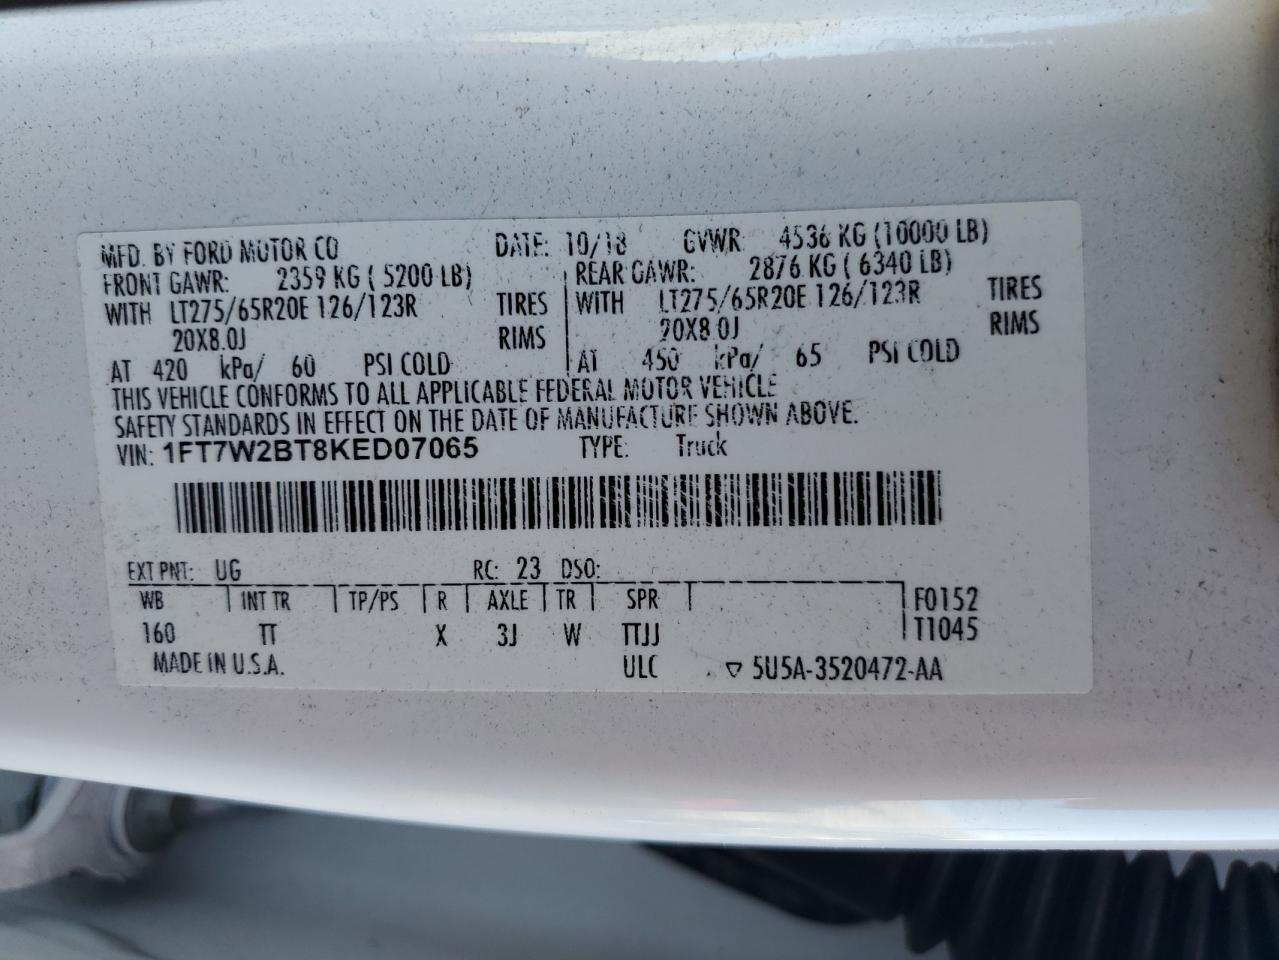 MFD. BY FORD MOTOR CO DATE: 10/18 GVWR: 4536 KG (10000 LB)
FRONT GAWR: 2359 KG ( 5200 LB) REAR GAWR: 2876 KG ( 6340 LB)
WITH LT275/65R20E 126/123R TIRES WITH LT275/65R20E 126/123R TIRES
20X8.0J RIMS 20X8.0J RIMS
AT 420 kPa/ 60 PSI COLD AT 450 kPa/ 65 PSI COLD
THIS VEHICLE CONFORMS TO ALL APPLICABLE FEDERAL MOTOR VEHICLE
SAFETY STANDARDS IN EFFECT ON THE DATE OF MANUFACTURE SHOWN ABOVE.
VIN: 1FT7W2BT8KED07065 TYPE: Truck
EXT PNT: UG RC: 23 DSO:
WB INT TR TP/PS R AXLE TR SPR F0152
160 TT X 3J W TTJJ T1045
MADE IN U.S.A. ULC ▽ 5U5A-3520472-AA